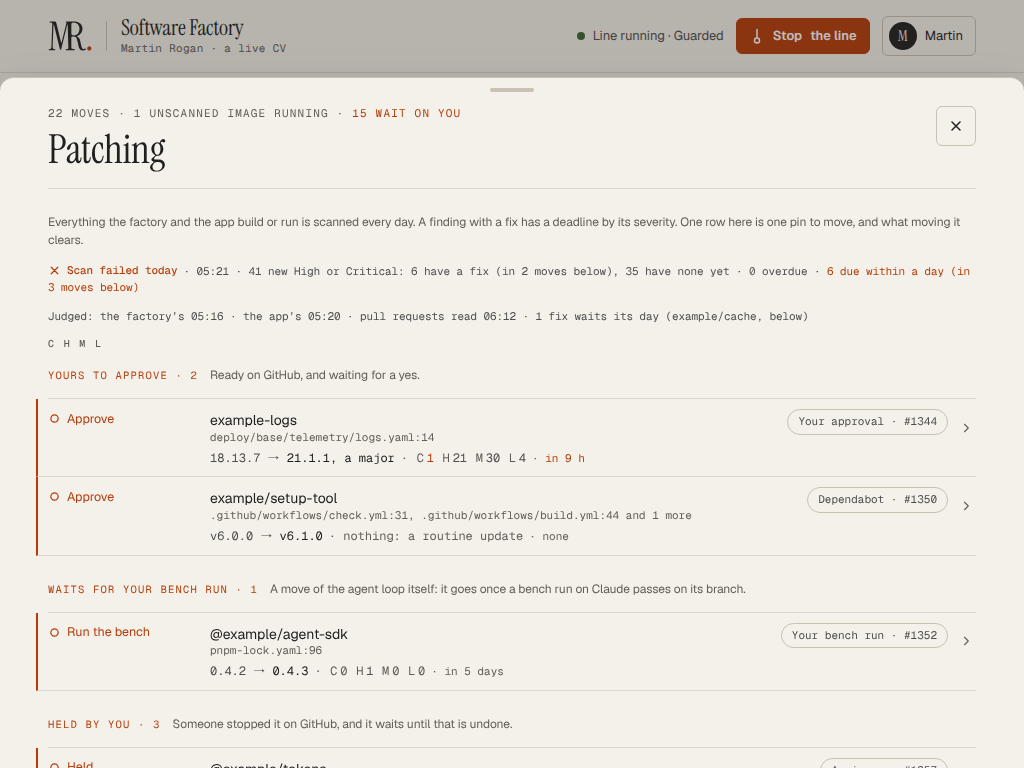 MR.
Software Factory
Martin Rogan · a live CV
Line running · Guarded
Stop the line
M
Martin
22 MOVES · 1 UNSCANNED IMAGE RUNNING · 15 WAIT ON YOU
Patching
Everything the factory and the app build or run is scanned every day. A finding with a fix has a deadline by its severity. One row here is one pin to move, and what moving it
clears.
Scan failed today · 05:21 · 41 new High or Critical: 6 have a fix (in 2 moves below), 35 have none yet · 0 overdue · 6 due within a day (in
3 moves below)
Judged: the factory's 05:16 · the app's 05:20 · pull requests read 06:12 · 1 fix waits its day (example/cache, below)
C H M L
YOURS TO APPROVE · 2 Ready on GitHub, and waiting for a yes.
Approve
example-logs
deploy/base/telemetry/logs.yaml:14
18.13.7 → 21.1.1, a major · C1 H21 M30 L4 · in 9 h
Your approval · #1344
Approve
example/setup-tool
.github/workflows/check.yml:31, .github/workflows/build.yml:44 and 1 more
v6.0.0 → v6.1.0 · nothing: a routine update · none
Dependabot · #1350
WAITS FOR YOUR BENCH RUN · 1 A move of the agent loop itself: it goes once a bench run on Claude passes on its branch.
Run the bench
@example/agent-sdk
pnpm-lock.yaml:96
0.4.2 → 0.4.3 · C0 H1 M0 L0 · in 5 days
Your bench run · #1352
HELD BY YOU · 3 Someone stopped it on GitHub, and it waits until that is undone.
Held
@example/tokens
#1357